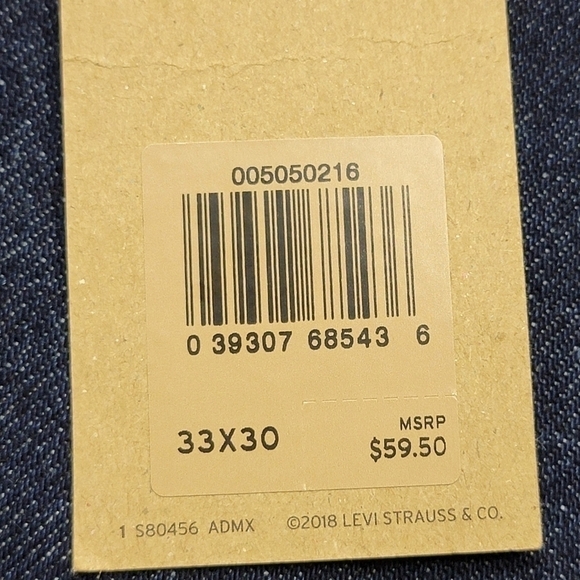 005050216
0 39307 68543 6
33X30
MSRP
$59.50
1 S80456 ADMX ©2018 LEVI STRAUSS & CO.